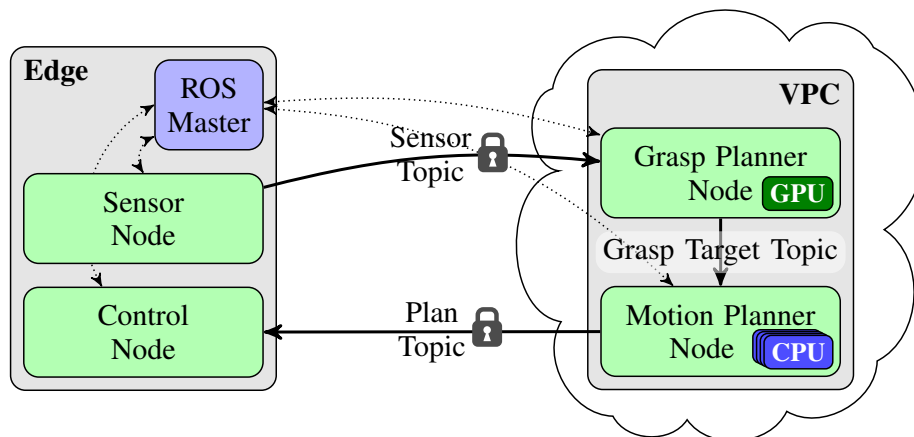 Edge
ROS
Master
Sensor
Node
Control
Node
Sensor
Topic
Plan
Topic
VPC
Grasp Planner
Node
GPU
Grasp Target Topic
Motion Planner
Node
CPU